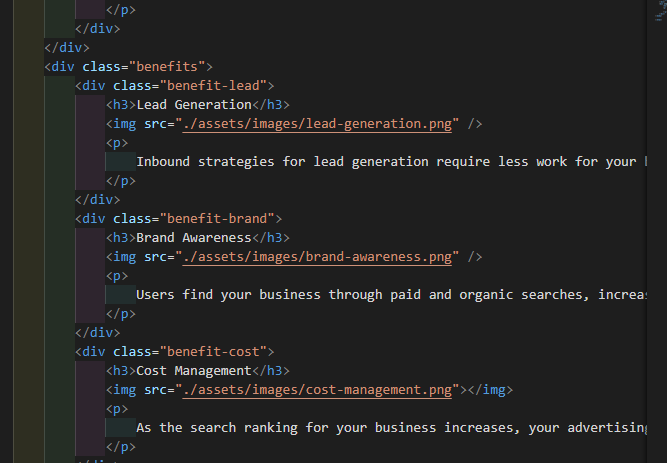 </p>
</div>
</div>
<div class="benefits">
<div class="benefit-lead">
<h3>Lead Generation</h3>
<img src="./assets/images/lead-generation.png" />
<p>
Inbound strategies for lead generation require less work for your
</p>
</div>
<div class="benefit-brand">
<h3>Brand Awareness</h3>
<img src="./assets/images/brand-awareness.png" />
<p>
Users find your business through paid and organic searches, increas
</p>
</div>
<div class="benefit-cost">
<h3>Cost Management</h3>
<img src="./assets/images/cost-management.png"></img>
<p>
As the search ranking for your business increases, your advertising
</p>